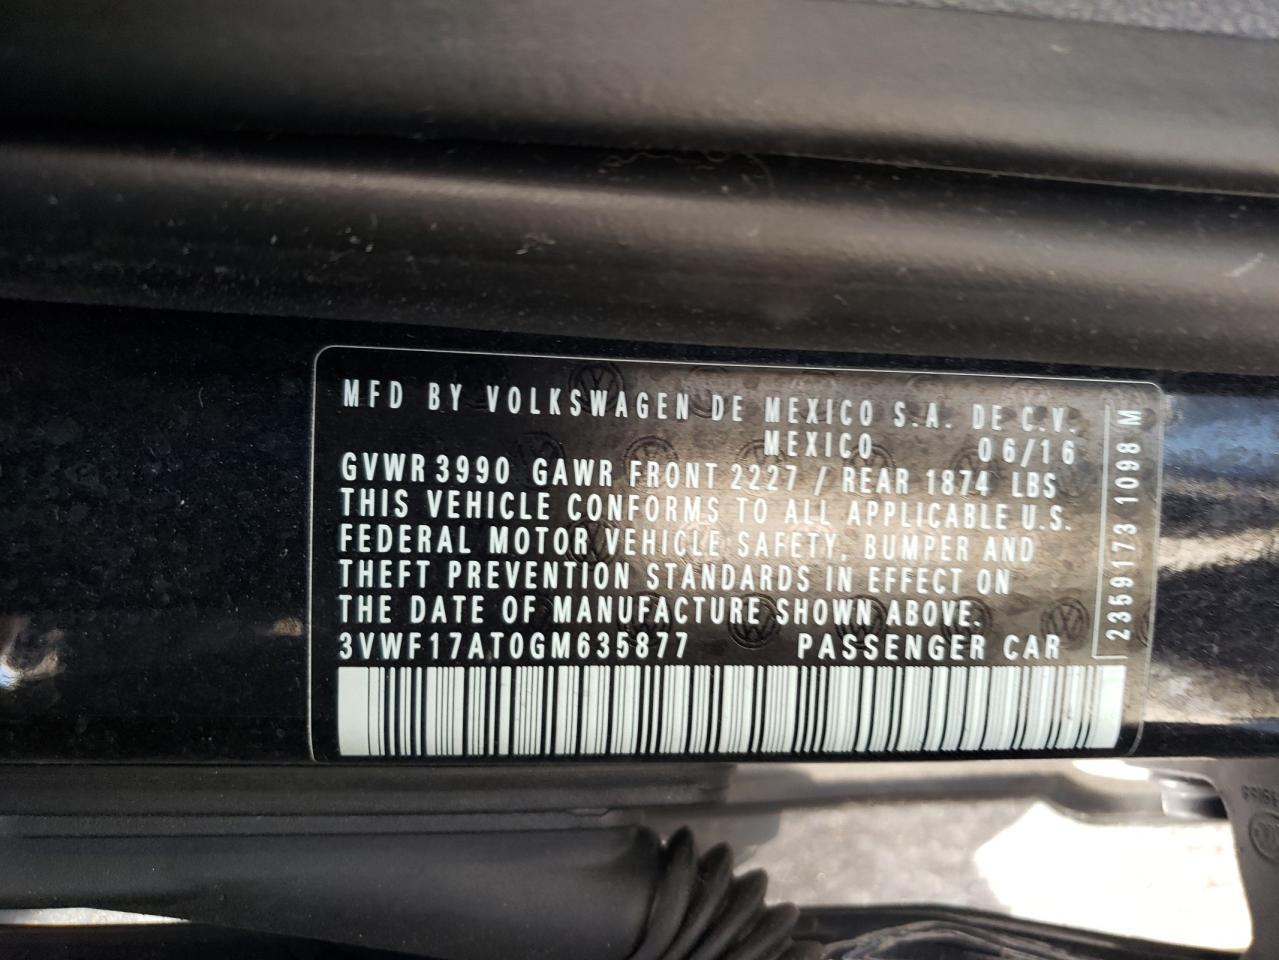 MFD BY VOLKSWAGEN DE MEXICO S.A. DE C.V.
MEXICO 06/16
GVWR 3990 GAWR FRONT 2227 / REAR 1874 LBS
THIS VEHICLE CONFORMS TO ALL APPLICABLE U.S.
FEDERAL MOTOR VEHICLE SAFETY, BUMPER AND
THEFT PREVENTION STANDARDS IN EFFECT ON
THE DATE OF MANUFACTURE SHOWN ABOVE.
3VWF17AT0GM635877 PASSENGER CAR
2359173 1098 M